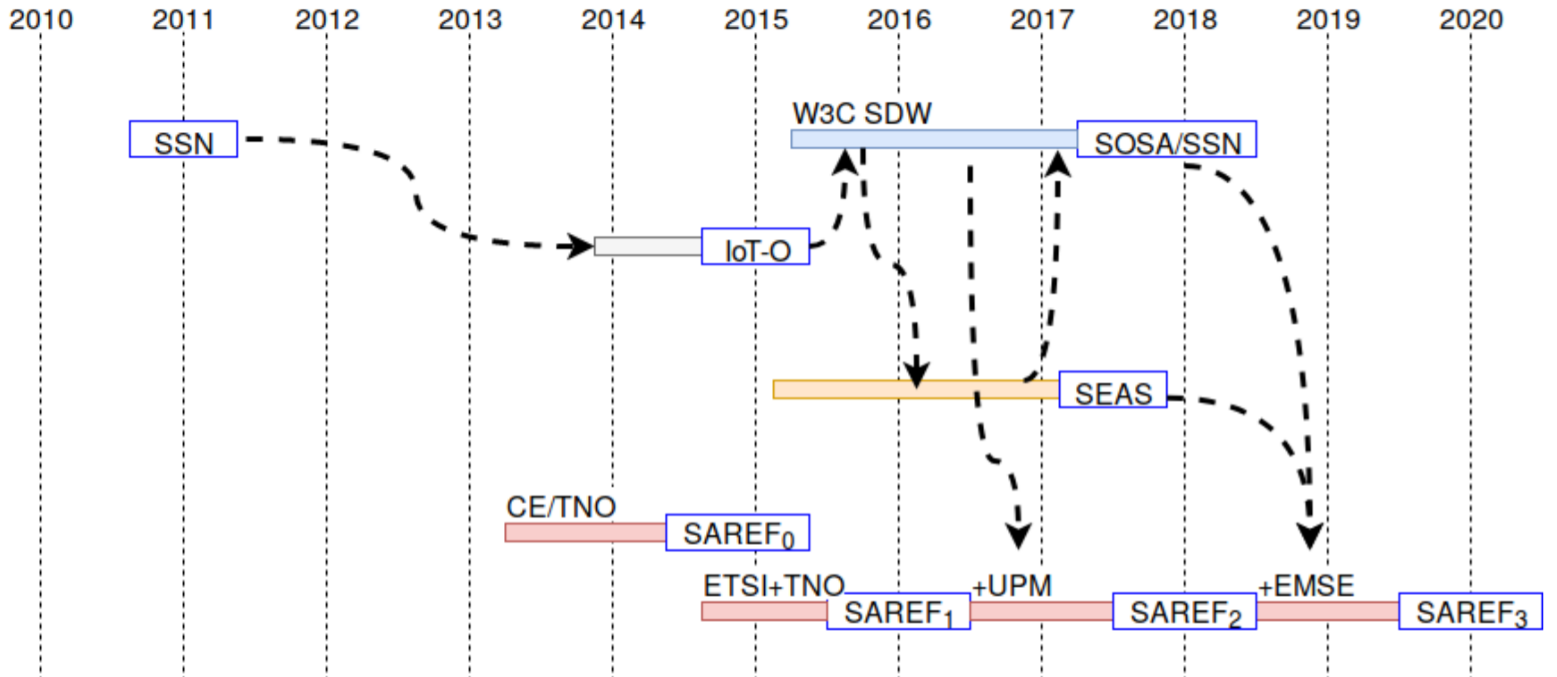 2010 2011 2012 2013 2014 2015 2016 2017 2018 2019 2020
W3C SDW
SSN SOSA/SSN
IoT-O
SEAS
CE/TNO
SAREF0
ETSI+TNO +UPM +EMSE
SAREF1 SAREF2 SAREF3